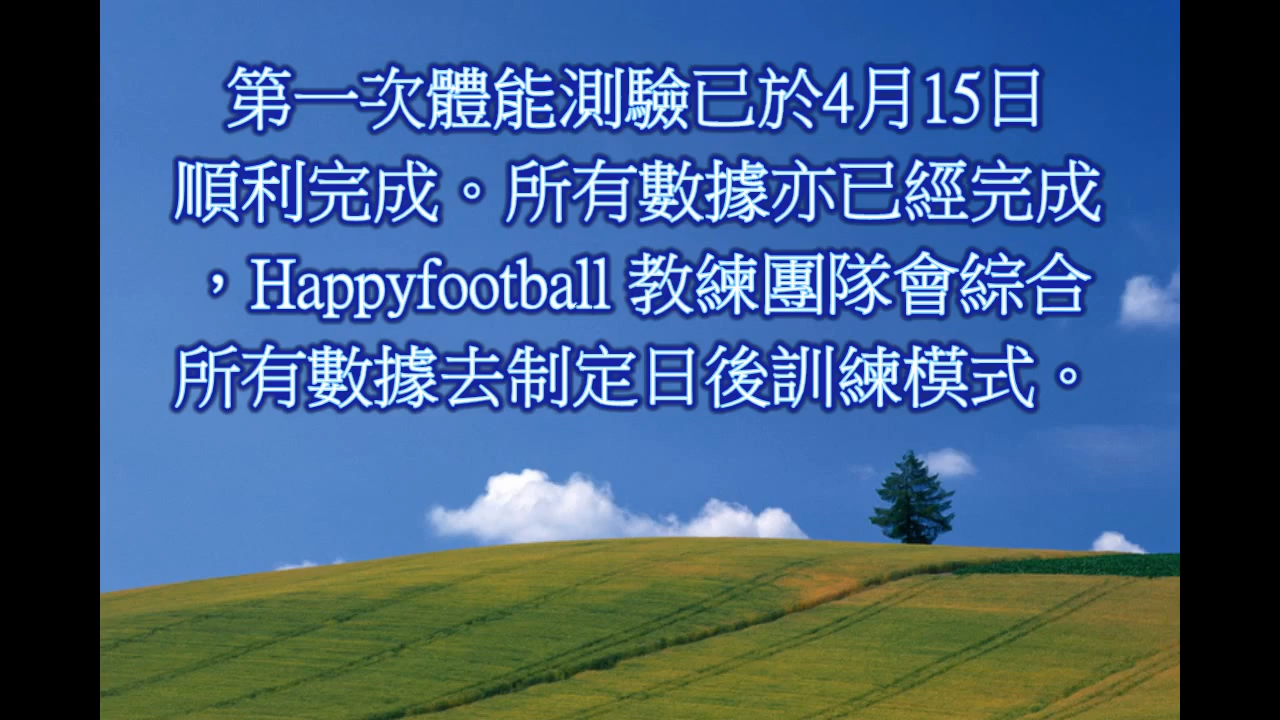 第一次體能測驗已於4月15日
順利完成。所有數據亦已經完成
，Happyfootball 教練團隊會綜合
所有數據去制定日後訓練模式。